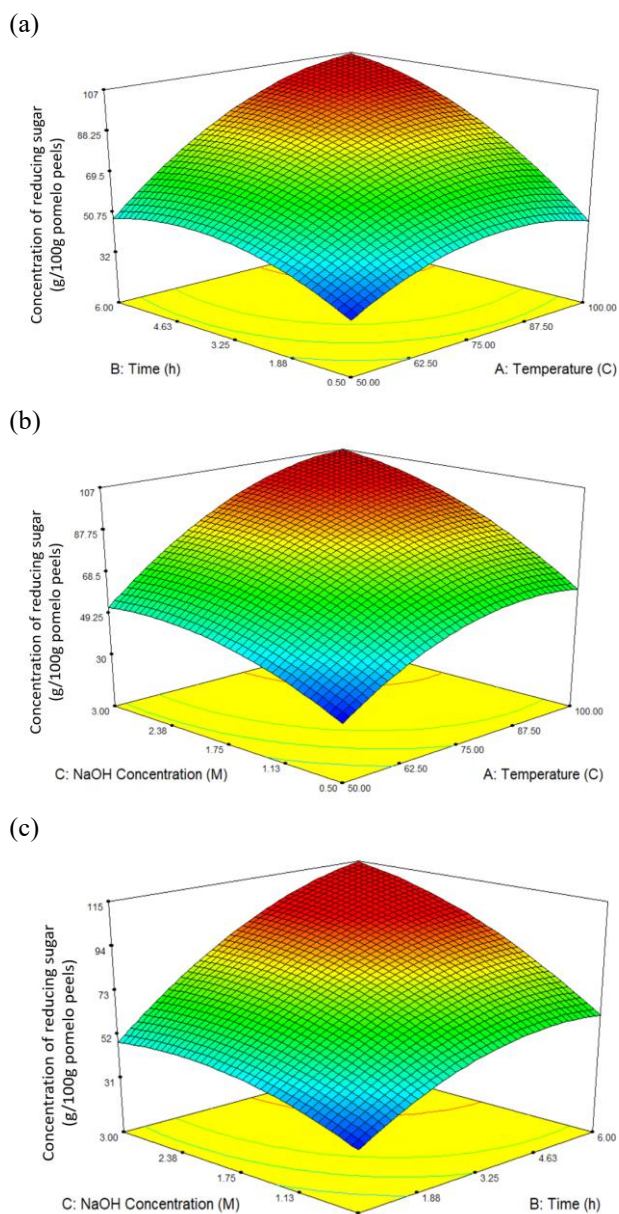 (a)
Concentration of reducing sugar
(g/100g pomelo peels)
107
88.25
69.5
50.75
32
6.00
4.63
3.25
1.88
0.50
50.00
62.50
75.00
87.50
100.00
B: Time (h)
A: Temperature (C)
(b)
Concentration of reducing sugar
(g/100g pomelo peels)
107
87.75
68.5
49.25
30
3.00
2.38
1.75
1.13
0.50
50.00
62.50
75.00
87.50
100.00
C: NaOH Concentration (M)
A: Temperature (C)
(c)
Concentration of reducing sugar
(g/100g pomelo peels)
115
94
73
52
31
3.00
2.38
1.75
1.13
1.88
3.25
4.63
6.00
C: NaOH Concentration (M)
B: Time (h)